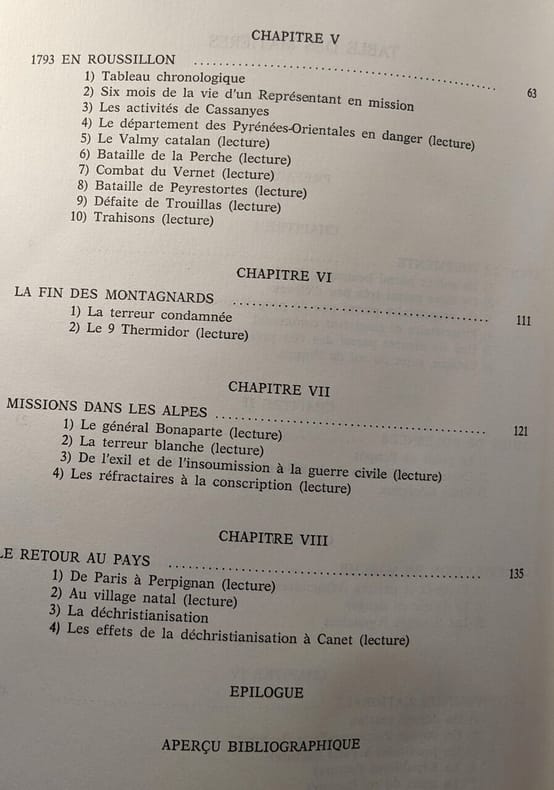 CHAPITRE V
1793 EN ROUSSILLON ........ 63
1) Tableau chronologique
2) Six mois de la vie d'un Représentant en mission
3) Les activités de Cassanyes
4) Le département des Pyrénées-Orientales en danger (lecture)
5) Le Valmy catalan (lecture)
6) Bataille de la Perche (lecture)
7) Combat du Vernet (lecture)
8) Bataille de Peyrestortes (lecture)
9) Défaite de Trouillas (lecture)
10) Trahisons (lecture)
CHAPITRE VI
LA FIN DES MONTAGNARDS ........ 111
1) La terreur condamnée
2) Le 9 Thermidor (lecture)
CHAPITRE VII
MISSIONS DANS LES ALPES ........ 121
1) Le général Bonaparte (lecture)
2) La terreur blanche (lecture)
3) De l'exil et de l'insoumission à la guerre civile (lecture)
4) Les réfractaires à la conscription (lecture)
CHAPITRE VIII
LE RETOUR AU PAYS ........ 135
1) De Paris à Perpignan (lecture)
2) Au village natal (lecture)
3) La déchristianisation
4) Les effets de la déchristianisation à Canet (lecture)
EPILOGUE
APERÇU BIBLIOGRAPHIQUE